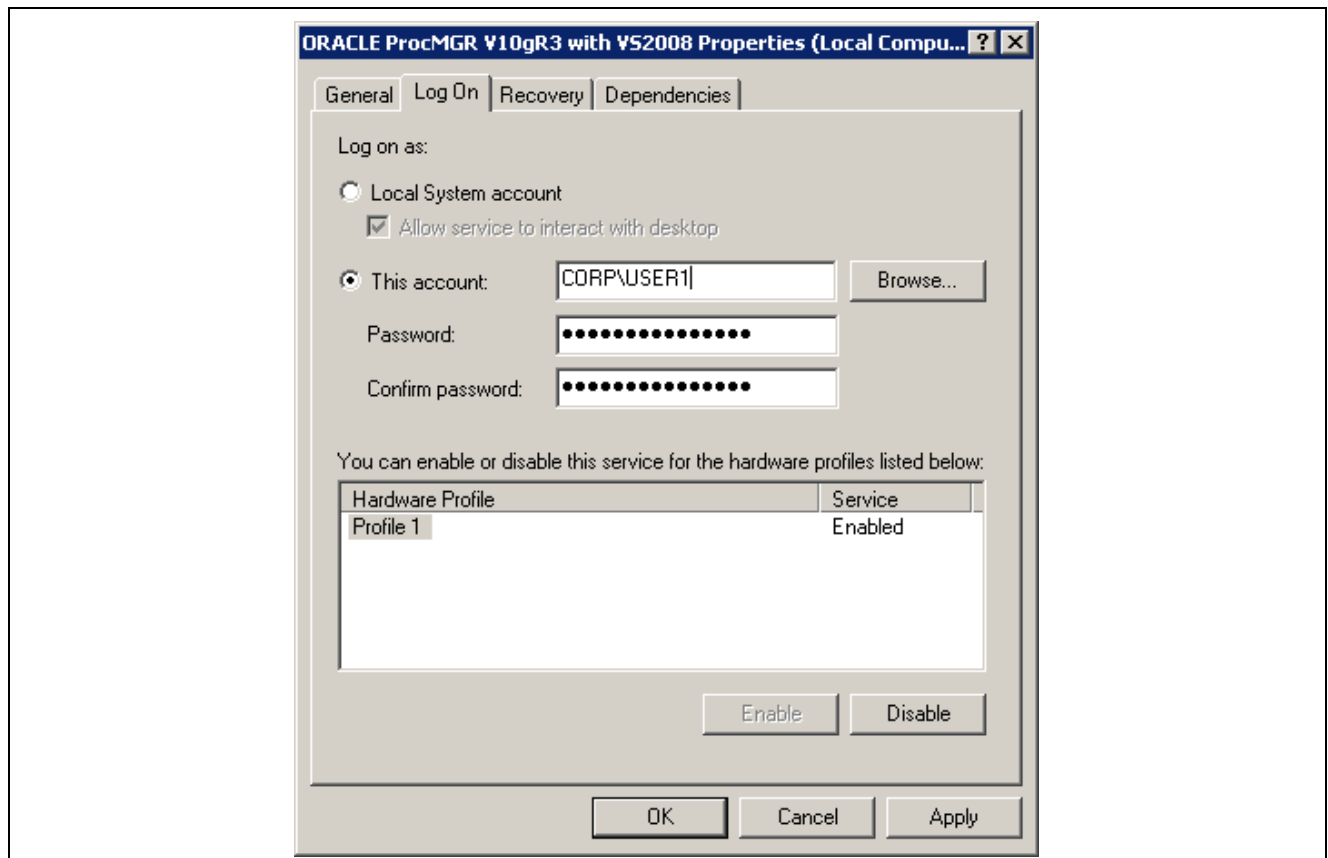 ORACLE ProcMGR V10gR3 with VS2008 Properties (Local Compu... ? X
General Log On Recovery Dependencies
Log on as:
Local System account
Allow service to interact with desktop
This account: CORP\USER1 Browse...
Password: •••••••••••••••
Confirm password: •••••••••••••••
You can enable or disable this service for the hardware profiles listed below:
Hardware Profile Service
Profile 1 Enabled
Enable Disable
OK Cancel Apply